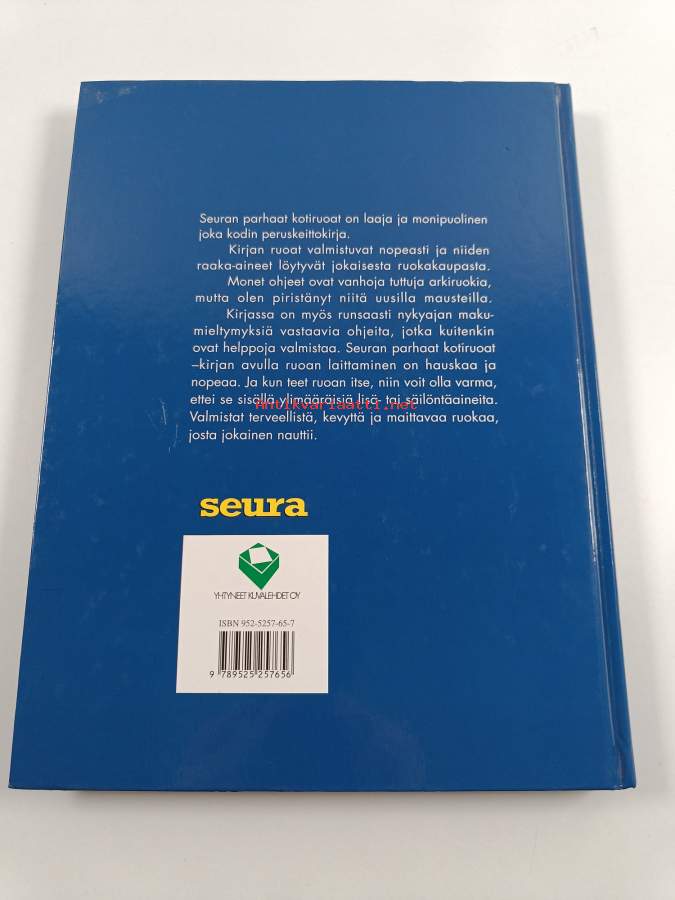 Seuran parhaat kotiruoat on laaja ja monipuolinen
joka kodin peruskeittokirja.
Kirjan ruoat valmistuvat nopeasti ja niiden
raaka-aineet löytyvät jokaisesta ruokakaupasta.
Monet ohjeet ovat vanhoja tuttuja arkiruokia,
mutta olen piristänyt niitä uusilla mausteilla.
Kirjassa on myös runsaasti nykyajan maku-
mieltymyksiä vastaavia ohjeita, jotka kuitenkin
ovat helppoja valmistaa. Seuran parhaat kotiruoat
–kirjan avulla ruoan laittaminen on hauskaa ja
nopeaa. Ja kun teet ruoan itse, niin voit olla varma,
ettei se sisällä ylimääräisiä lisä- tai säilöntäaineita.
Antikvariaatti.net
Valmistat terveellistä, kevyttä ja maittavaa ruokaa,
josta jokainen nauttii.
seura
YHTYNEET KUVALEHDET OY
ISBN 952-5257-65-7
9 789525 257656